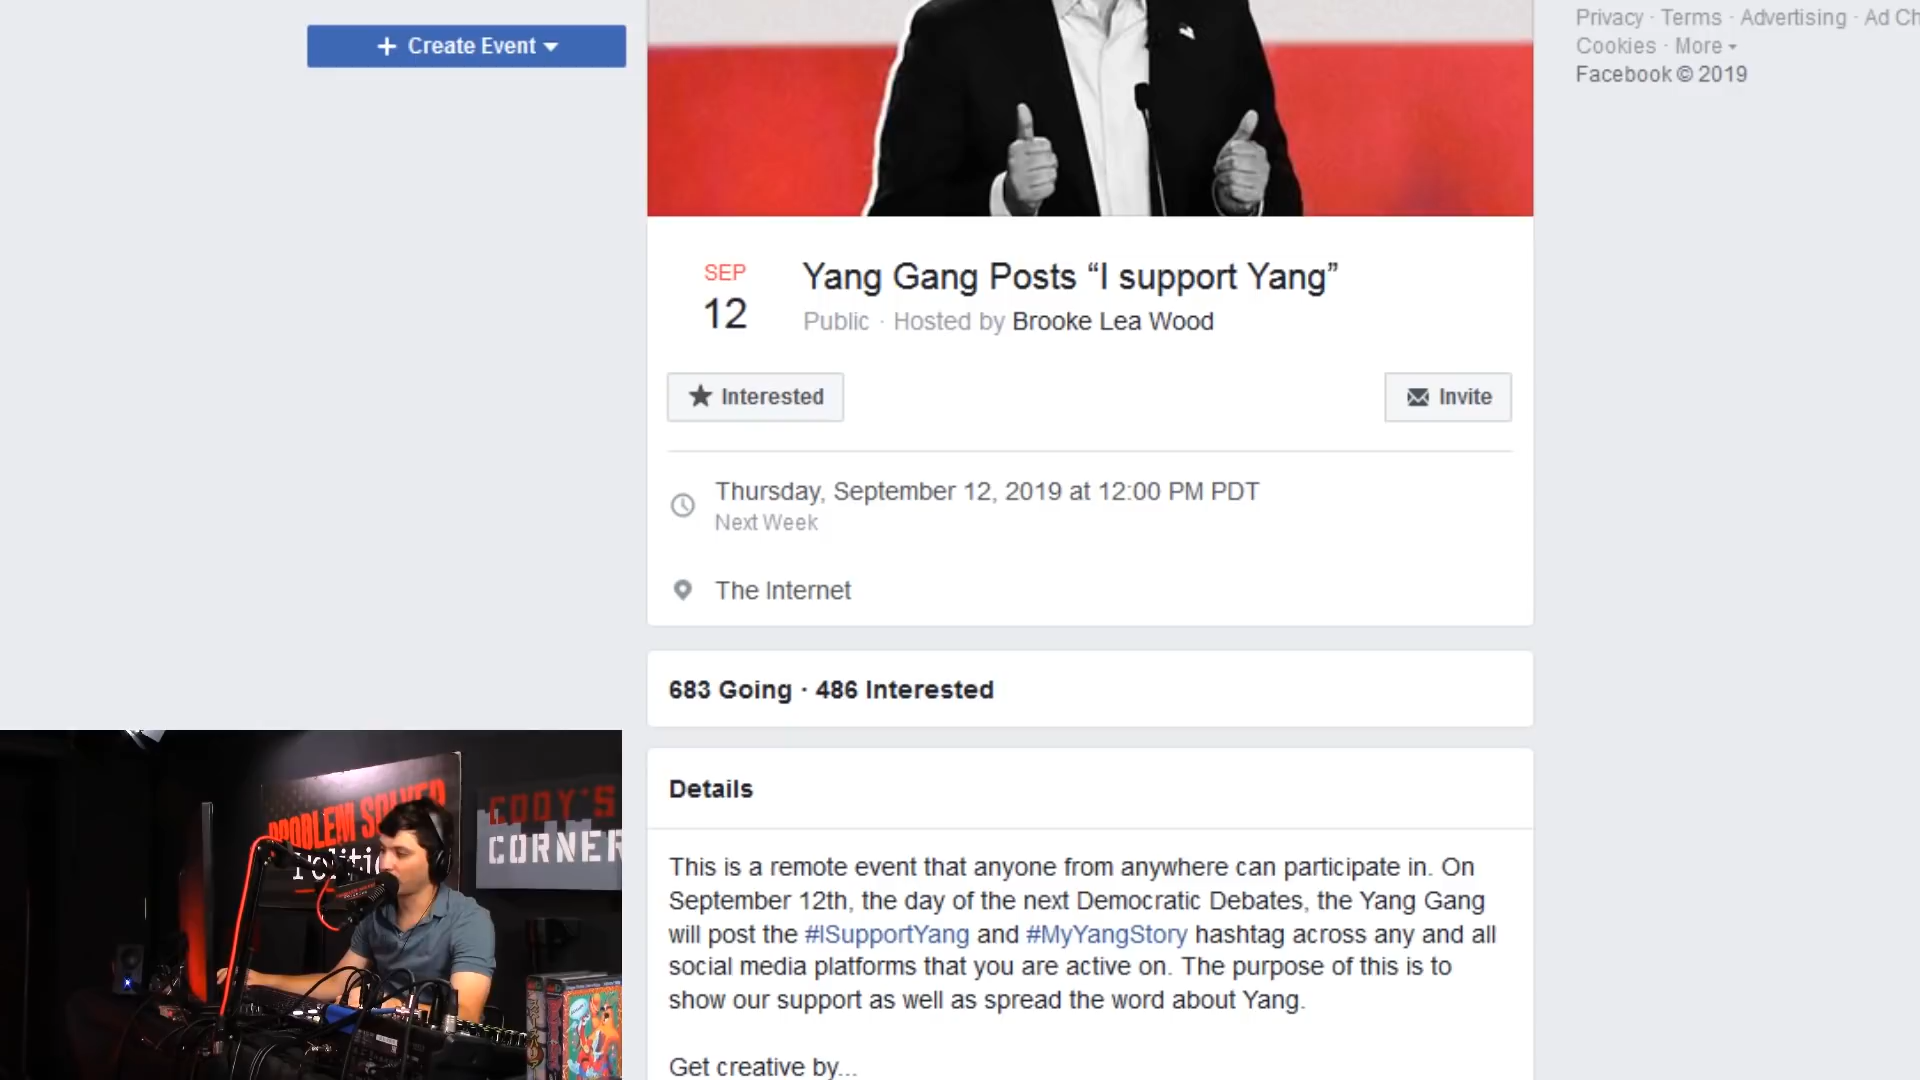 + Create Event
Privacy · Terms · Advertising · Ad Ch
Cookies · More
Facebook © 2019
SEP
12
Yang Gang Posts “I support Yang”
Public · Hosted by Brooke Lea Wood
Interested
Invite
Thursday, September 12, 2019 at 12:00 PM PDT
Next Week
The Internet
683 Going · 486 Interested
Details
This is a remote event that anyone from anywhere can participate in. On
September 12th, the day of the next Democratic Debates, the Yang Gang
will post the #ISupportYang and #MyYangStory hashtag across any and all
social media platforms that you are active on. The purpose of this is to
show our support as well as spread the word about Yang.
Get creative by...
PROBLEM SOLVER
Politic
CODY'S
CORNER